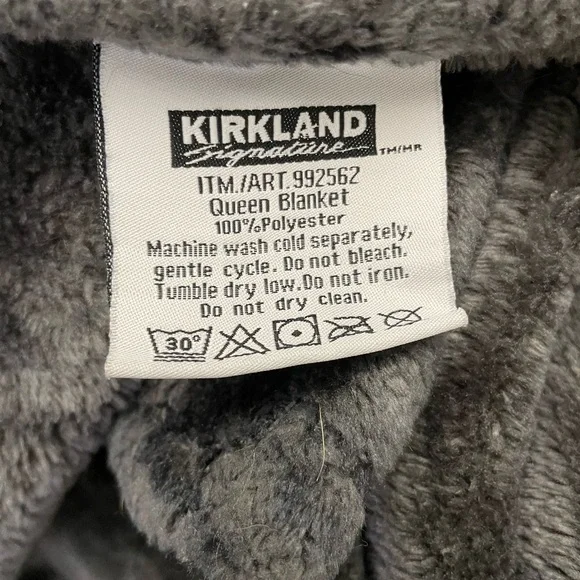 KIRKLAND
Signature TM/MR
ITM./ART.992562
Queen Blanket
100%Polyester
Machine wash cold separately,
gentle cycle. Do not bleach.
Tumble dry low.Do not iron.
Do not dry clean.
30°